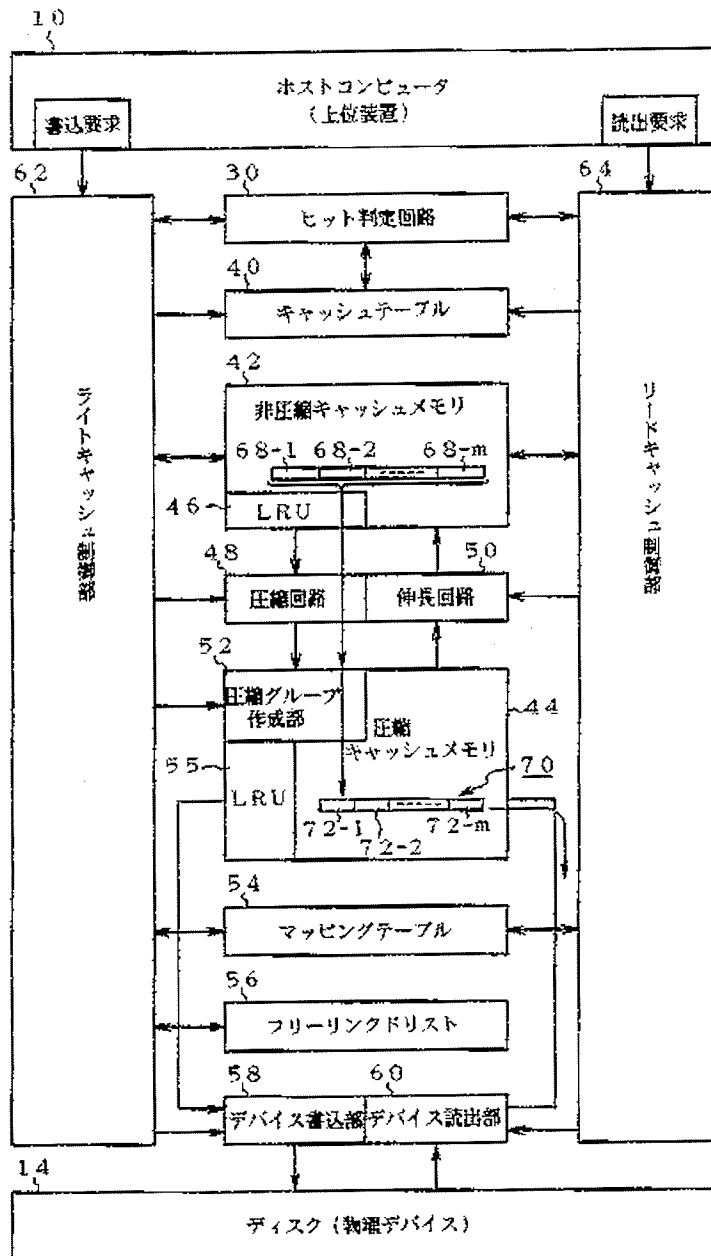 10
ホストコンピュータ
(上位装置)
書込要求
読出要求
62
30
64
ヒット判定回路
40
キャッシュテーブル
42
非圧縮キャッシュメモリ
68-1 68-2 68-m
46
LRU
ライトキャッシュ
リードキャッシュ
48
50
圧縮回路
伸長回路
52
圧縮グループ
作成部
44
圧縮
キャッシュメモリ
55
LRU
70
72-1
72-2
72-m
54
マッピングテーブル
56
フリーリンクドリスト
58
60
デバイス書込部
デバイス読出部
14
ディスク(物理デバイス)